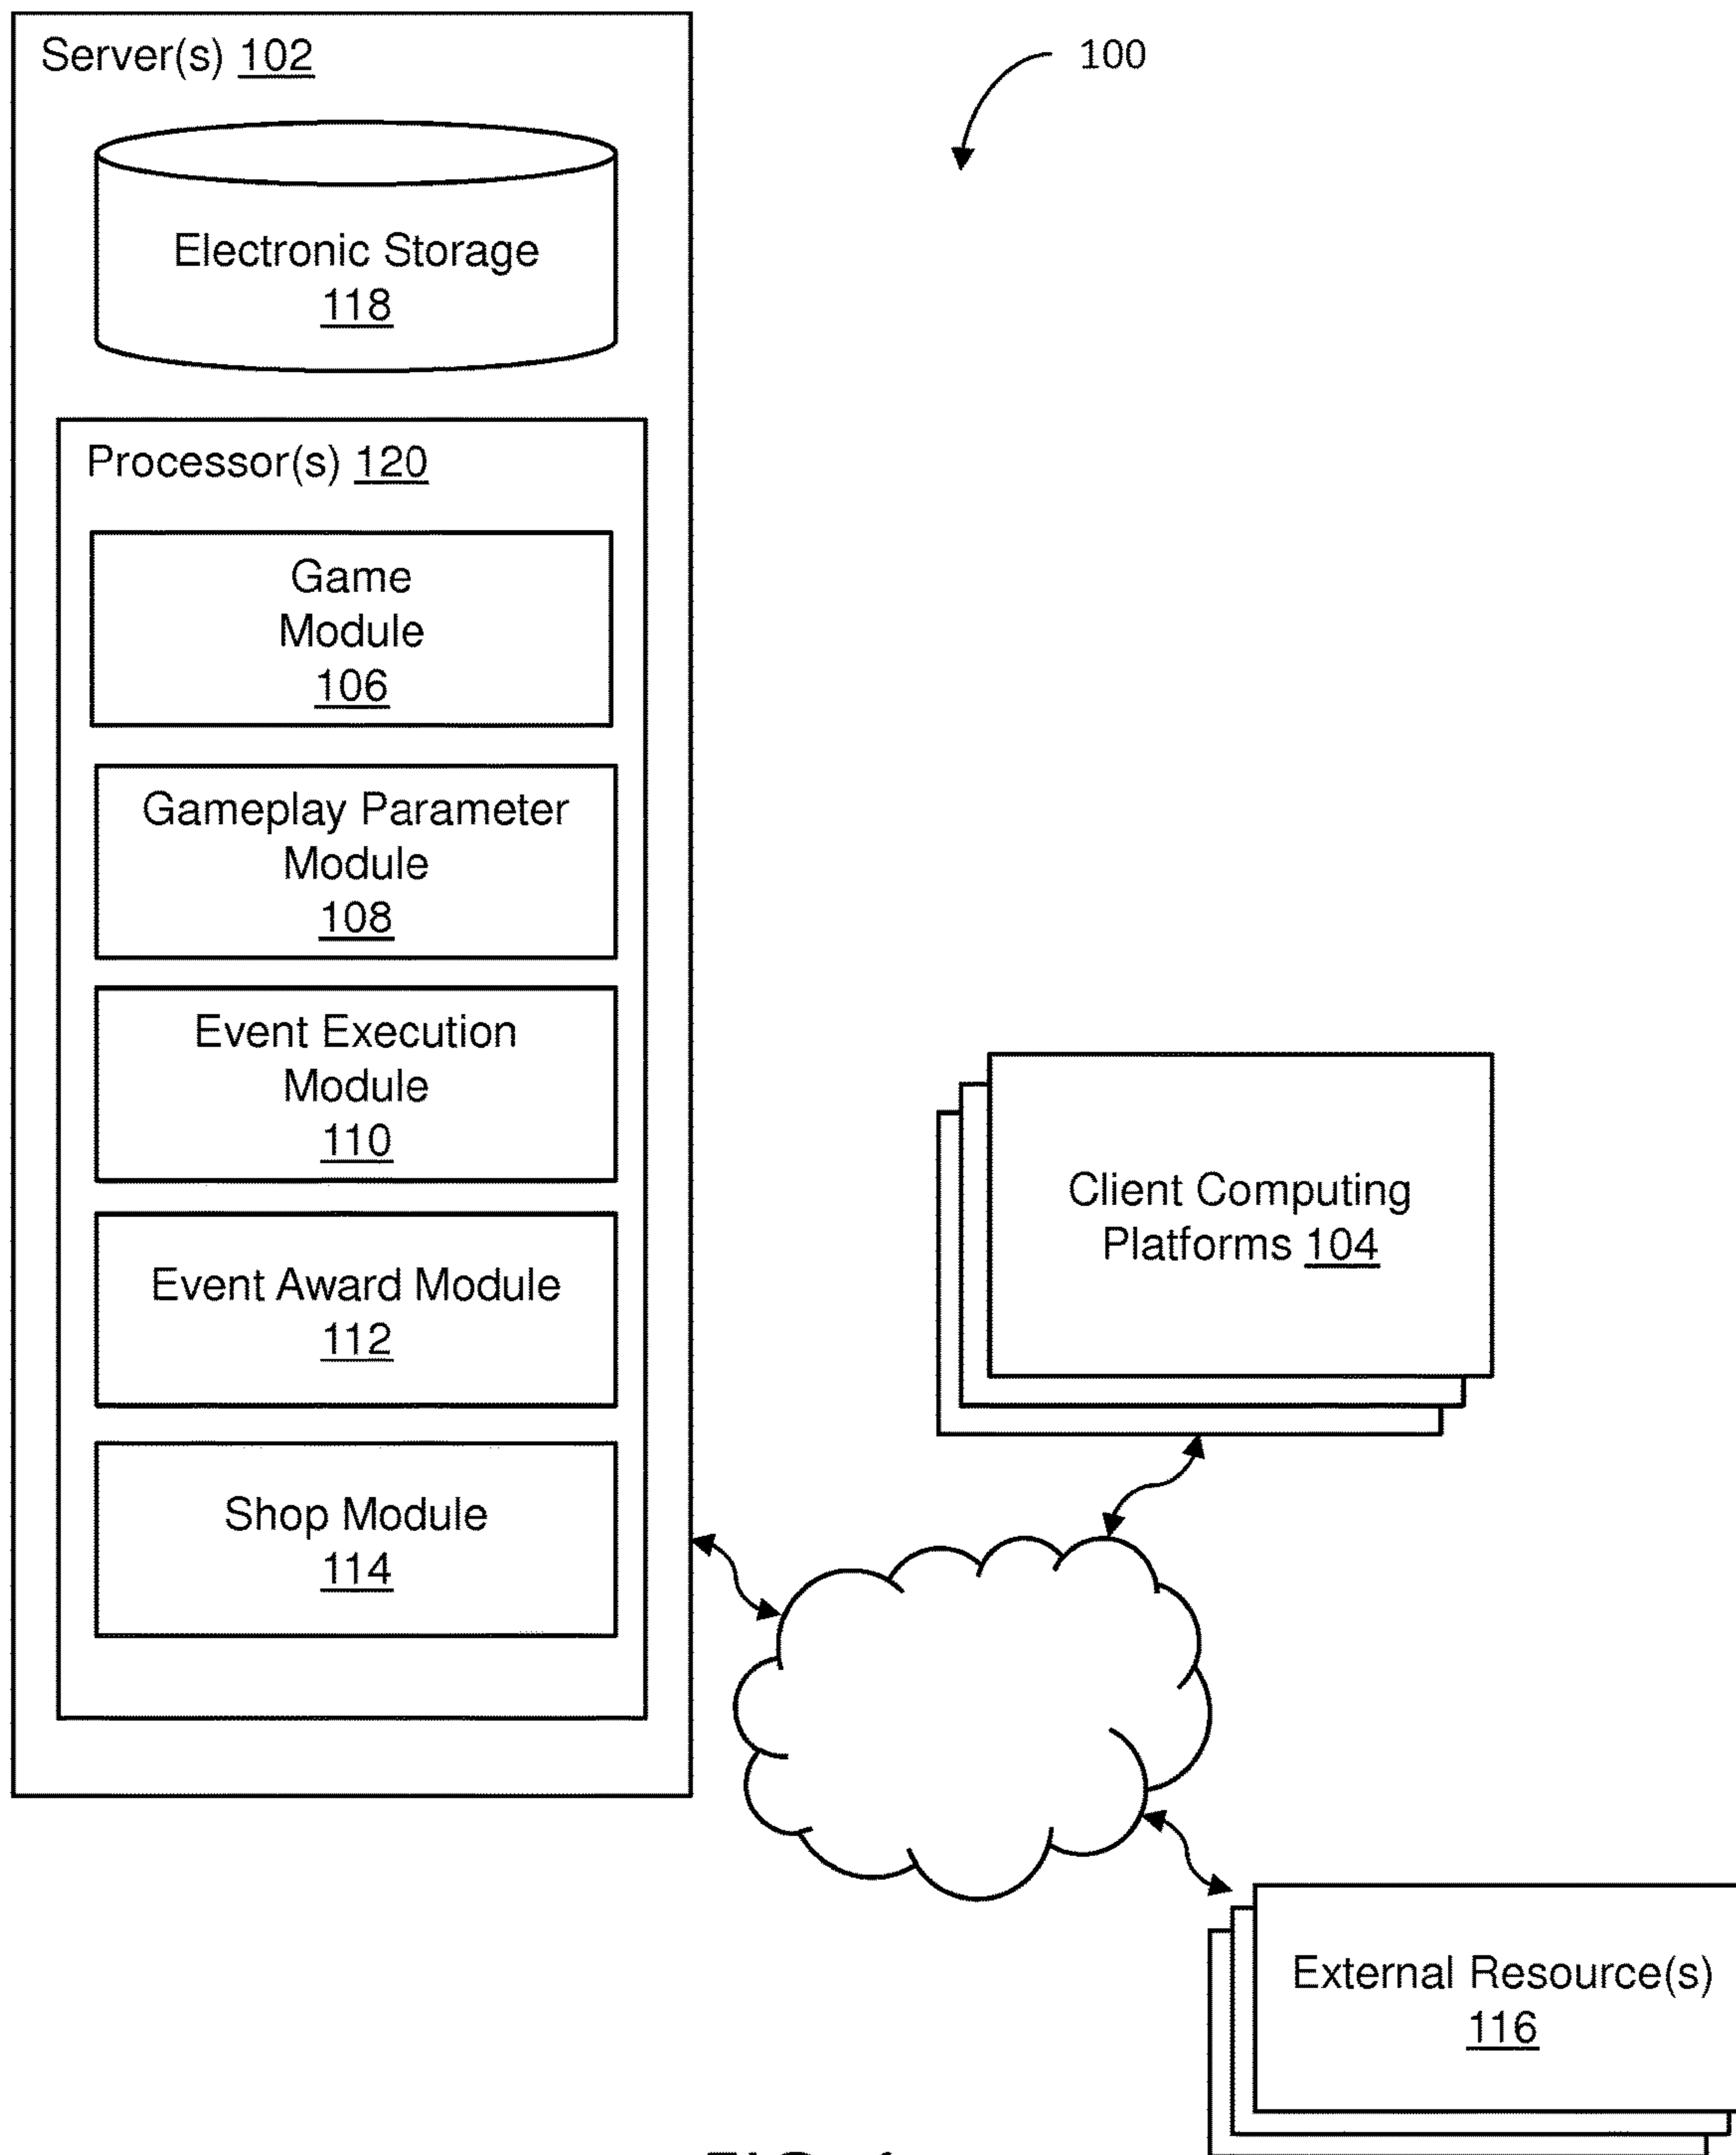 Server(s) 102
100
Electronic Storage
118
Processor(s) 120
Game
Module
106
Gameplay Parameter
Module
108
Event Execution
Module
110
Event Award Module
112
Shop Module
114
Client Computing
Platforms 104
External Resource(s)
116